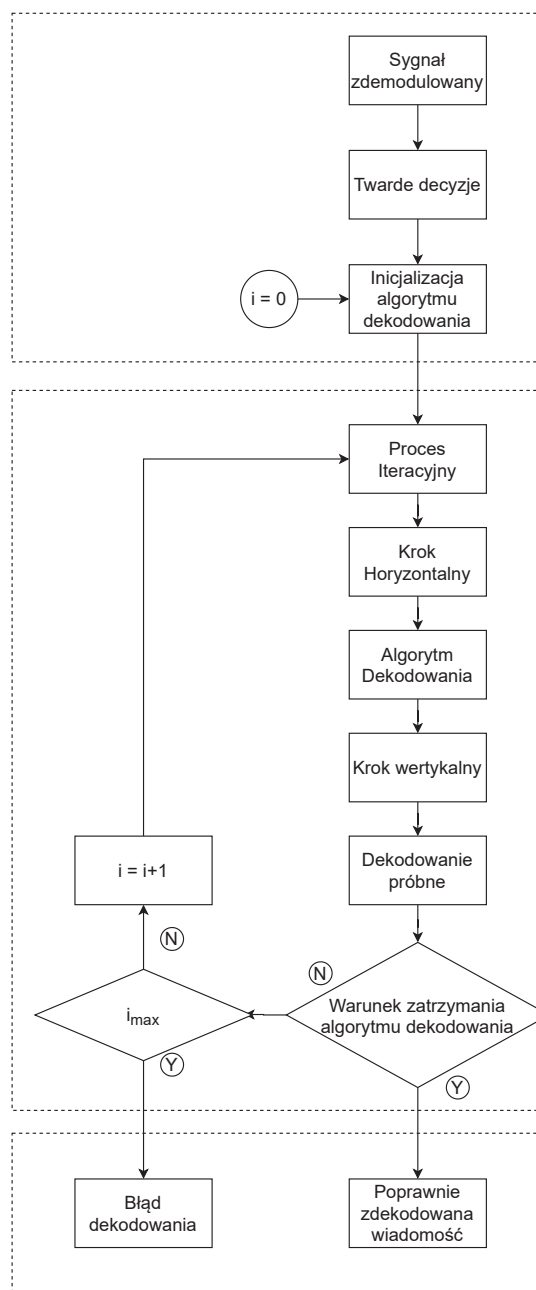 Sygnał
zdemodulowany
Twarde decyzje
i = 0
Inicjalizacja
algorytmu
dekodowania
Proces
Iteracyjny
Krok
Horyzontalny
Algorytm
Dekodowania
Krok wertykalny
i = i+1
Dekodowanie
próbne
N
N
imax
Warunek zatrzymania
algorytmu dekodowania
Y
Y
Błąd
dekodowania
Poprawnie
zdekodowana
wiadomość